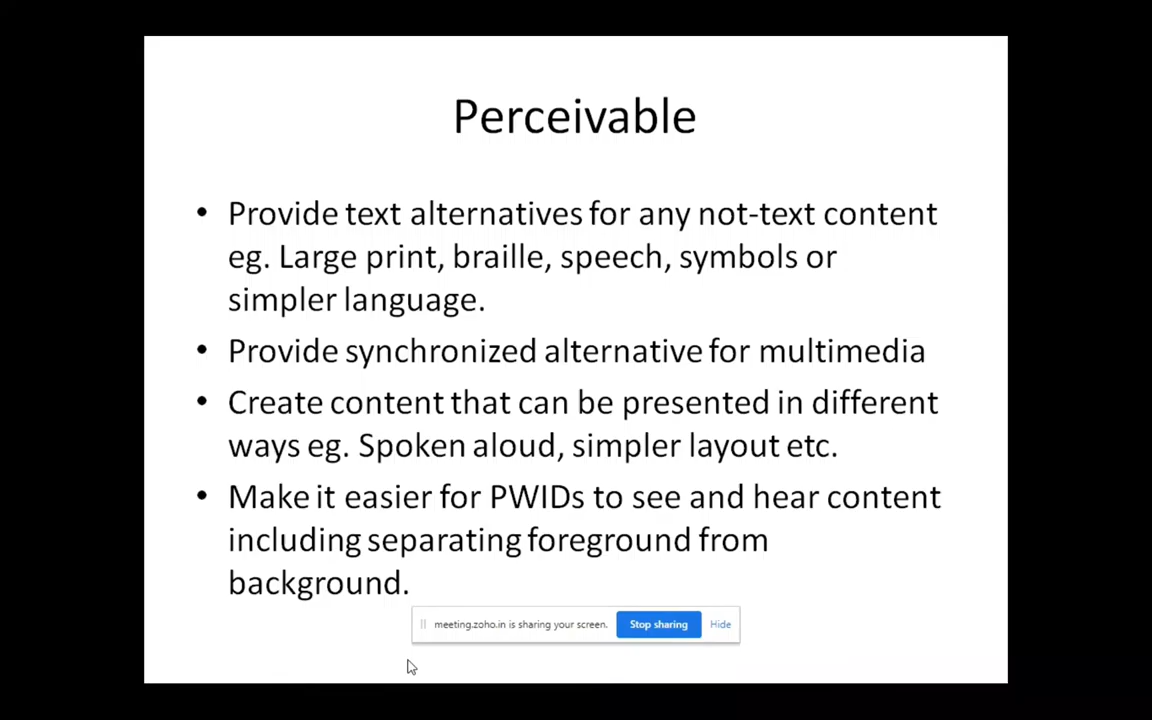 Perceivable
• Provide text alternatives for any not-text content
eg. Large print, braille, speech, symbols or
simpler language.
• Provide synchronized alternative for multimedia
• Create content that can be presented in different
ways eg. Spoken aloud, simpler layout etc.
• Make it easier for PWIDs to see and hear content
including separating foreground from
background.
meeting.zoho.in is sharing your screen. Stop sharing Hide